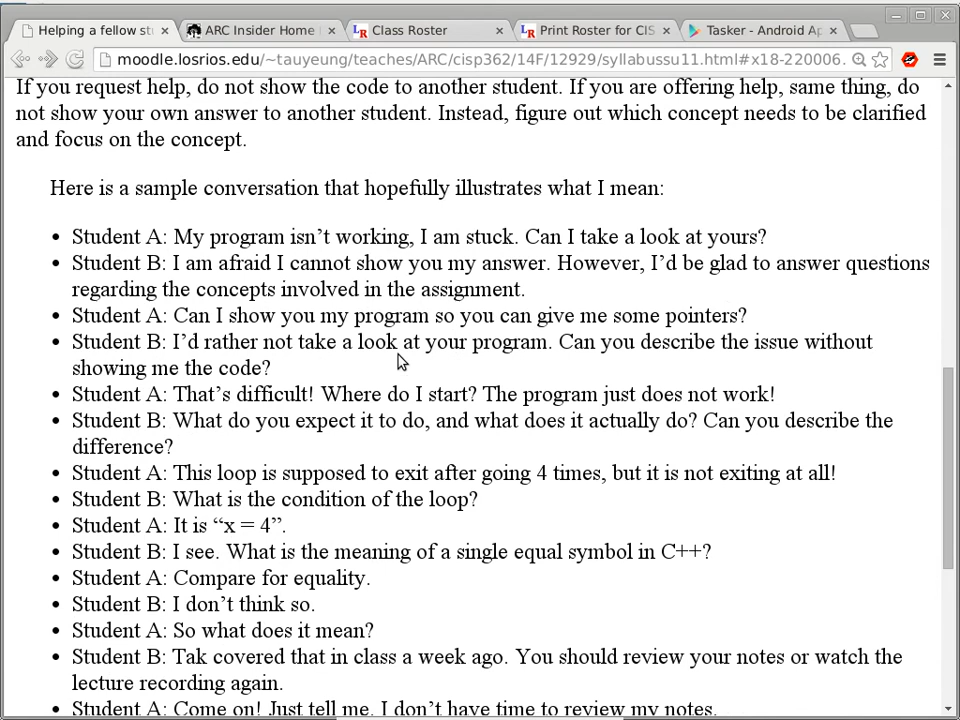 Helping a fellow st
ARC Insider Home
Class Roster
Print Roster for CIS
Tasker - Android Ap
moodle.losrios.edu/~tauyeung/teaches/ARC/cisp362/14F/12929/syllabussu11.html#x18-220006.
If you request help, do not show the code to another student. If you are offering help, same thing, do
not show your own answer to another student. Instead, figure out which concept needs to be clarified
and focus on the concept.
Here is a sample conversation that hopefully illustrates what I mean:
• Student A: My program isn’t working, I am stuck. Can I take a look at yours?
• Student B: I am afraid I cannot show you my answer. However, I’d be glad to answer questions
regarding the concepts involved in the assignment.
• Student A: Can I show you my program so you can give me some pointers?
• Student B: I’d rather not take a look at your program. Can you describe the issue without
showing me the code?
• Student A: That’s difficult! Where do I start? The program just does not work!
• Student B: What do you expect it to do, and what does it actually do? Can you describe the
difference?
• Student A: This loop is supposed to exit after going 4 times, but it is not exiting at all!
• Student B: What is the condition of the loop?
• Student A: It is “x = 4”.
• Student B: I see. What is the meaning of a single equal symbol in C++?
• Student A: Compare for equality.
• Student B: I don’t think so.
• Student A: So what does it mean?
• Student B: Tak covered that in class a week ago. You should review your notes or watch the
lecture recording again.
• Student A: Come on! Just tell me. I don’t have time to review my notes.